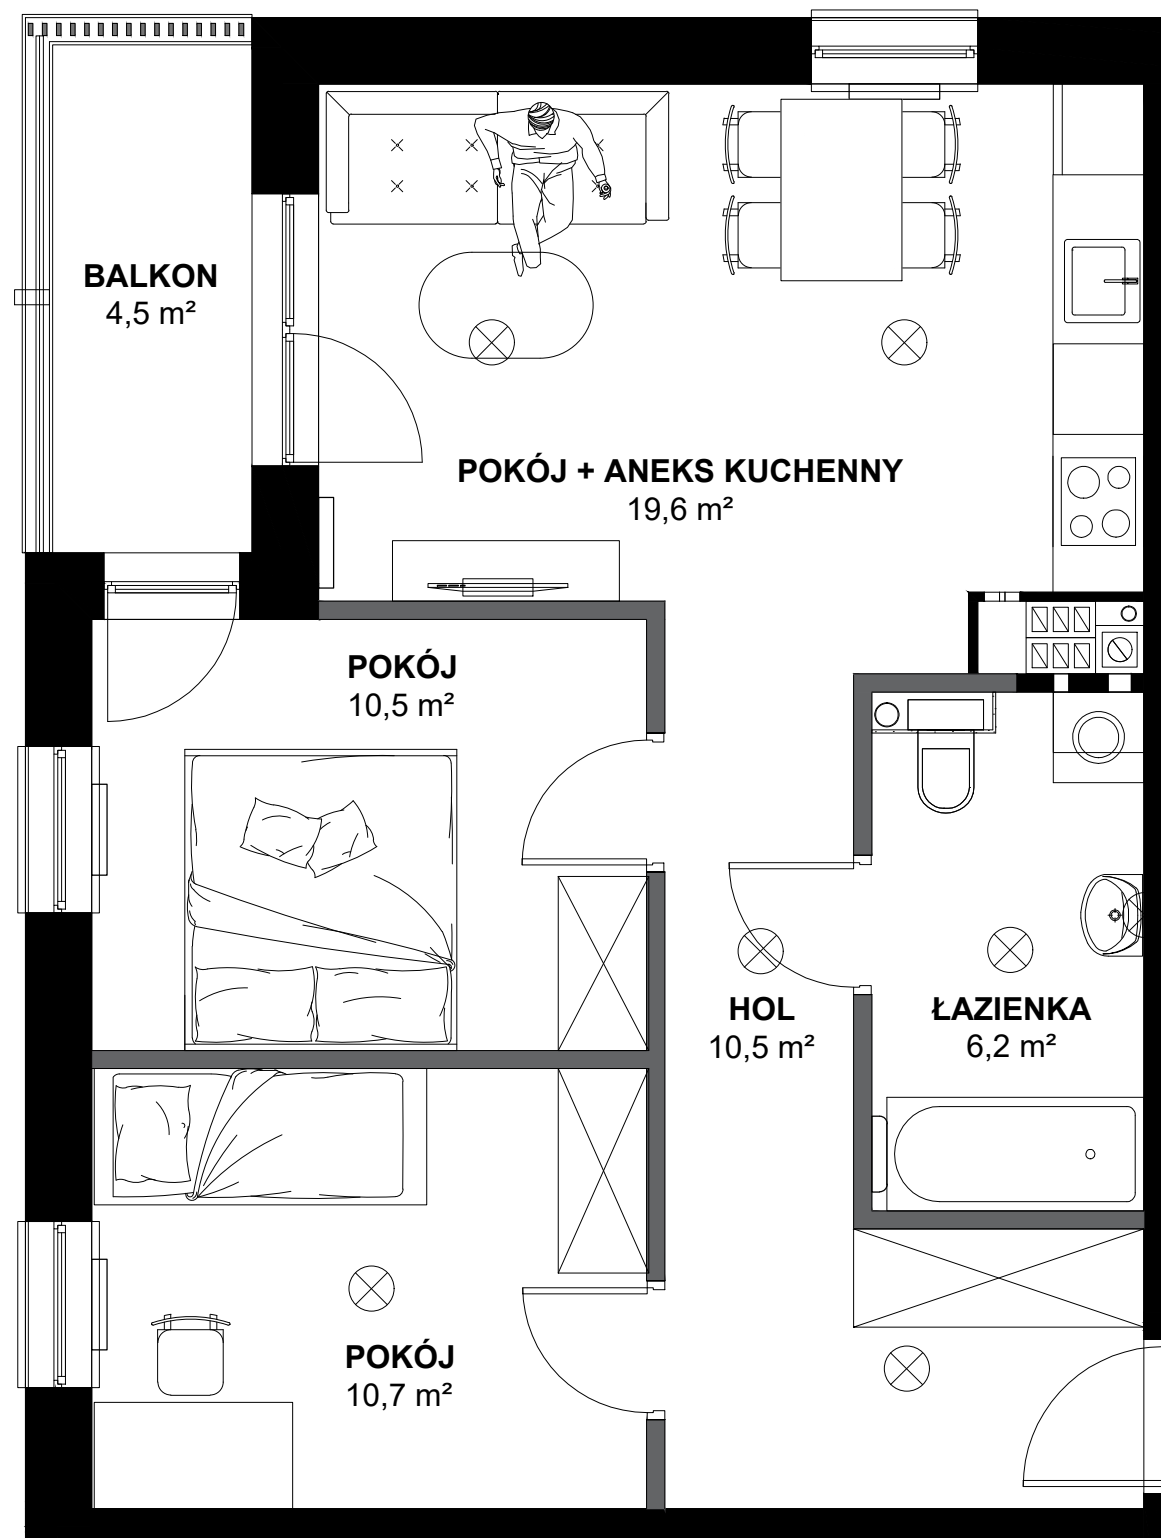 BALKON
4,5 m²
POKÓJ + ANEKS KUCHENNY
19,6 m²
POKÓJ
10,5 m²
HOL
10,5 m²
ŁAZIENKA
6,2 m²
POKÓJ
10,7 m²